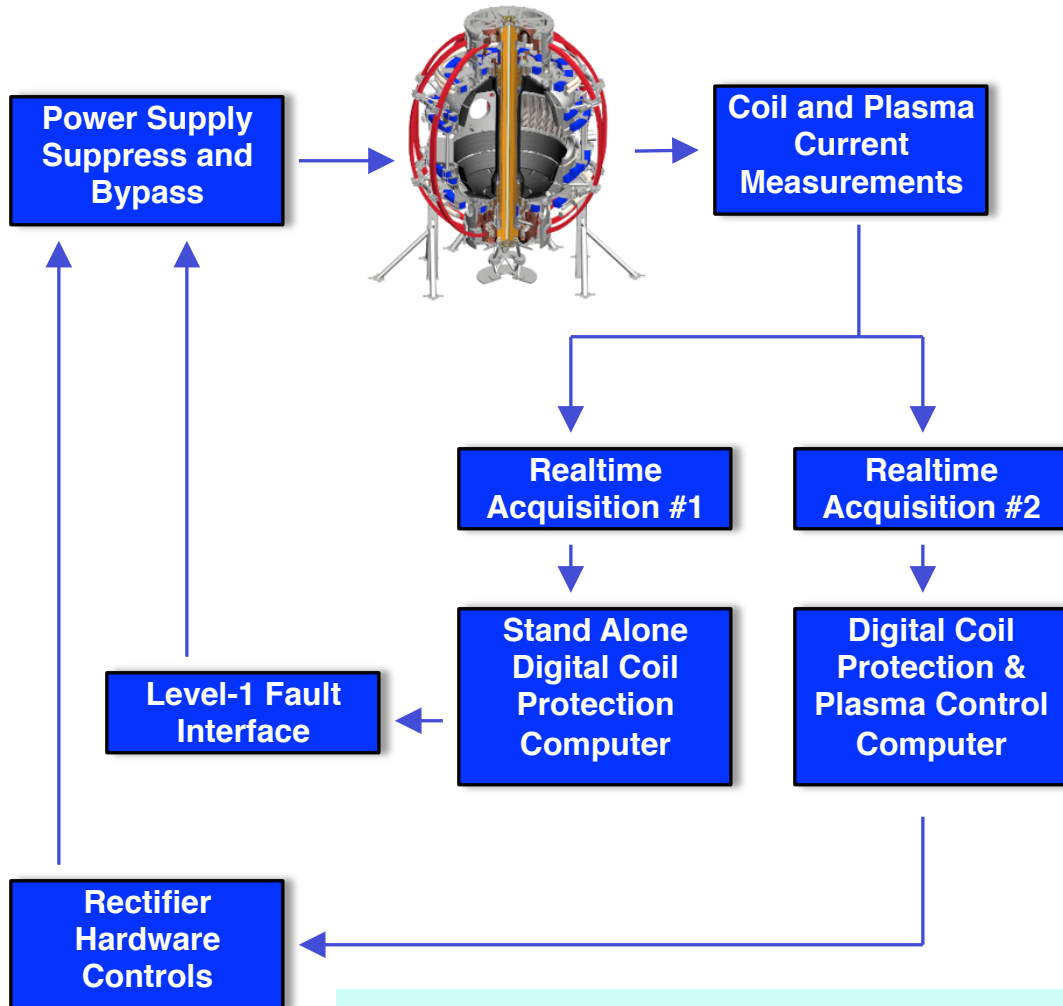 Power Supply
Suppress and
Bypass
Coil and Plasma
Current
Measurements
Realtime
Acquisition #1
Realtime
Acquisition #2
Stand Alone
Digital Coil
Protection
Computer
Digital Coil
Protection &
Plasma Control
Computer
Level-1 Fault
Interface
Rectifier
Hardware
Controls